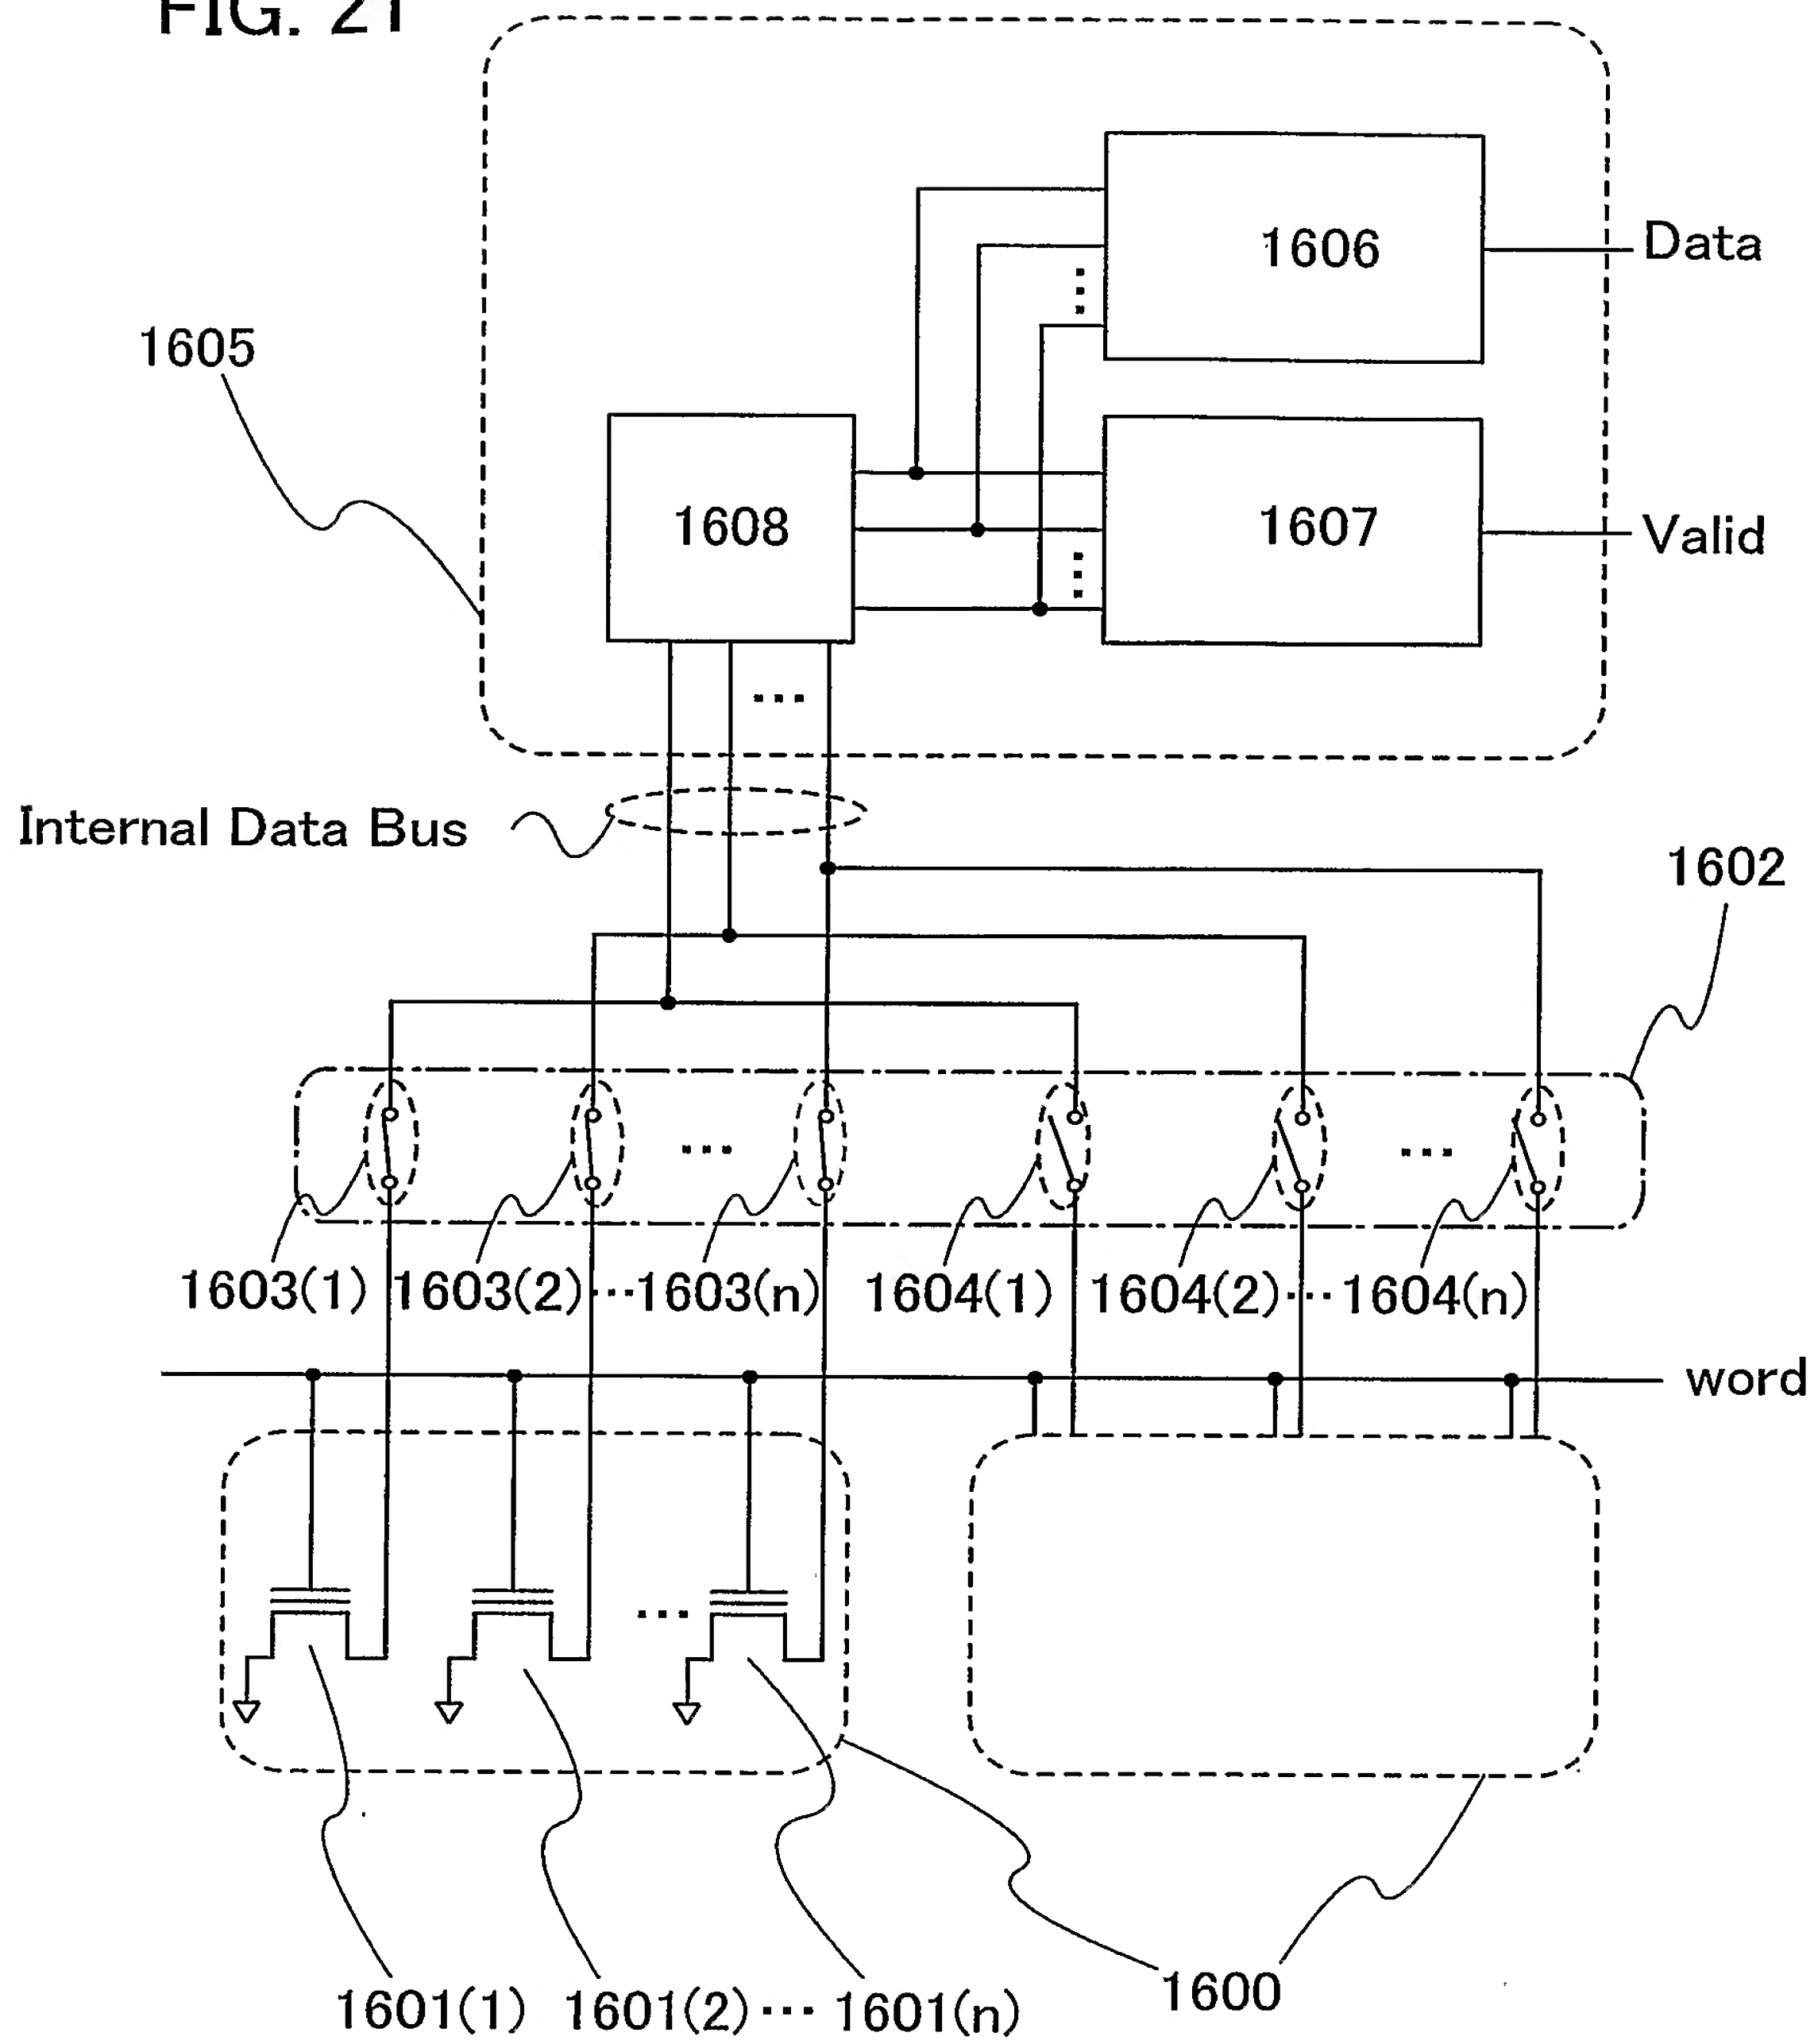 FIG. 21
1606
Data
1605
1608
1607
Valid
...
Internal Data Bus
1602
... ...
1603(1) 1603(2)...1603(n) 1604(1) 1604(2)...1604(n)
word
...
1601(1) 1601(2)... 1601(n)
1600